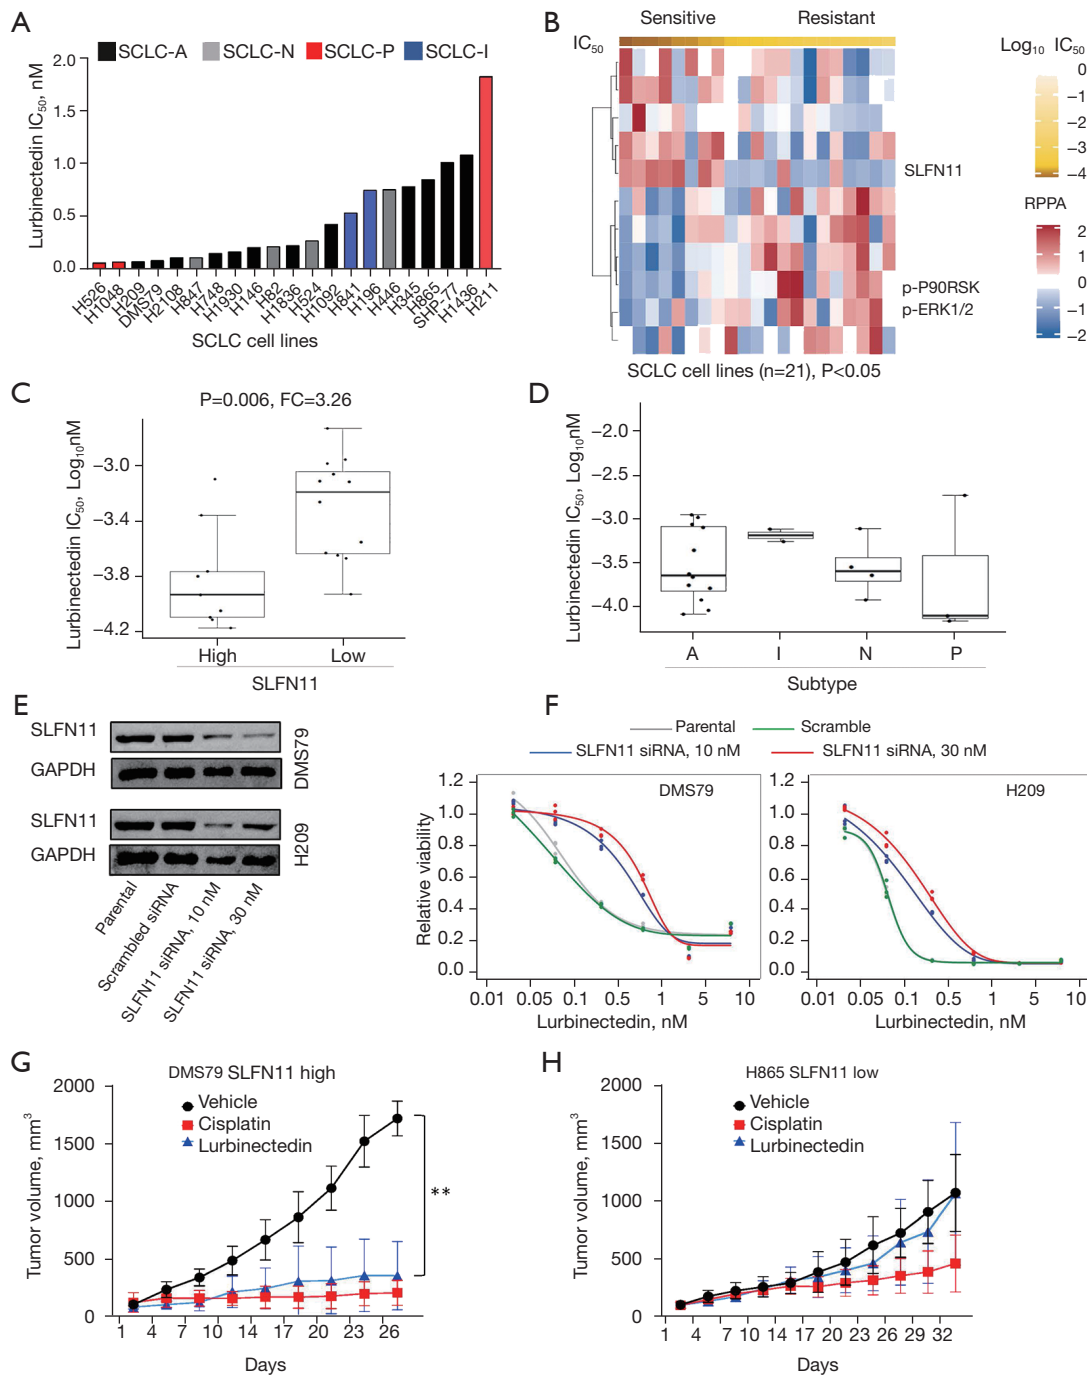 A
SCLC-A SCLC-N SCLC-P SCLC-I
Lurbinectedin IC50, nM
2.0
1.5
1.0
0.5
0.0
H526
H1048
H209
DMS79
H2108
H847
H748
H1930
H146
H82
H1836
H524
H1092
H841
H196
H446
H345
H865
SHP-77
H1436
H211
SCLC cell lines
B
Sensitive Resistant
IC50
SLFN11
p-P90RSK
p-ERK1/2
SCLC cell lines (n=21), P<0.05
Log10 IC50
0
−1
−2
−3
−4
RPPA
2
1
0
−1
−2
C
P=0.006, FC=3.26
Lurbinectedin IC50, Log10nM
−3.0
−3.4
−3.8
−4.2
High Low
SLFN11
D
Lurbinectedin IC50, Log10nM
−2.0
−2.5
−3.0
−3.5
−4.0
A I N P
Subtype
E
SLFN11
GAPDH
DMS79
SLFN11
GAPDH
H209
Parental
Scrambled siRNA
SLFN11 siRNA, 10 nM
SLFN11 siRNA, 30 nM
F
Parental Scramble
SLFN11 siRNA, 10 nM SLFN11 siRNA, 30 nM
Relative viability
DMS79
1.2
1.0
0.8
0.6
0.4
0.2
0.0
0.01 0.05 0.1 0.5 1 5 10
Lurbinectedin, nM
H209
1.2
1.0
0.8
0.6
0.4
0.2
0.0
0.01 0.05 0.1 0.5 1 5 10
Lurbinectedin, nM
G
DMS79 SLFN11 high
Vehicle
Cisplatin
Lurbinectedin
Tumor volume, mm3
2000
1500
1000
500
0
**
1 4 7 10 14 17 20 23 26
Days
H
H865 SLFN11 low
Vehicle
Cisplatin
Lurbinectedin
Tumor volume, mm3
2000
1500
1000
500
0
1 4 7 10 14 16 19 22 26 29 32
Days